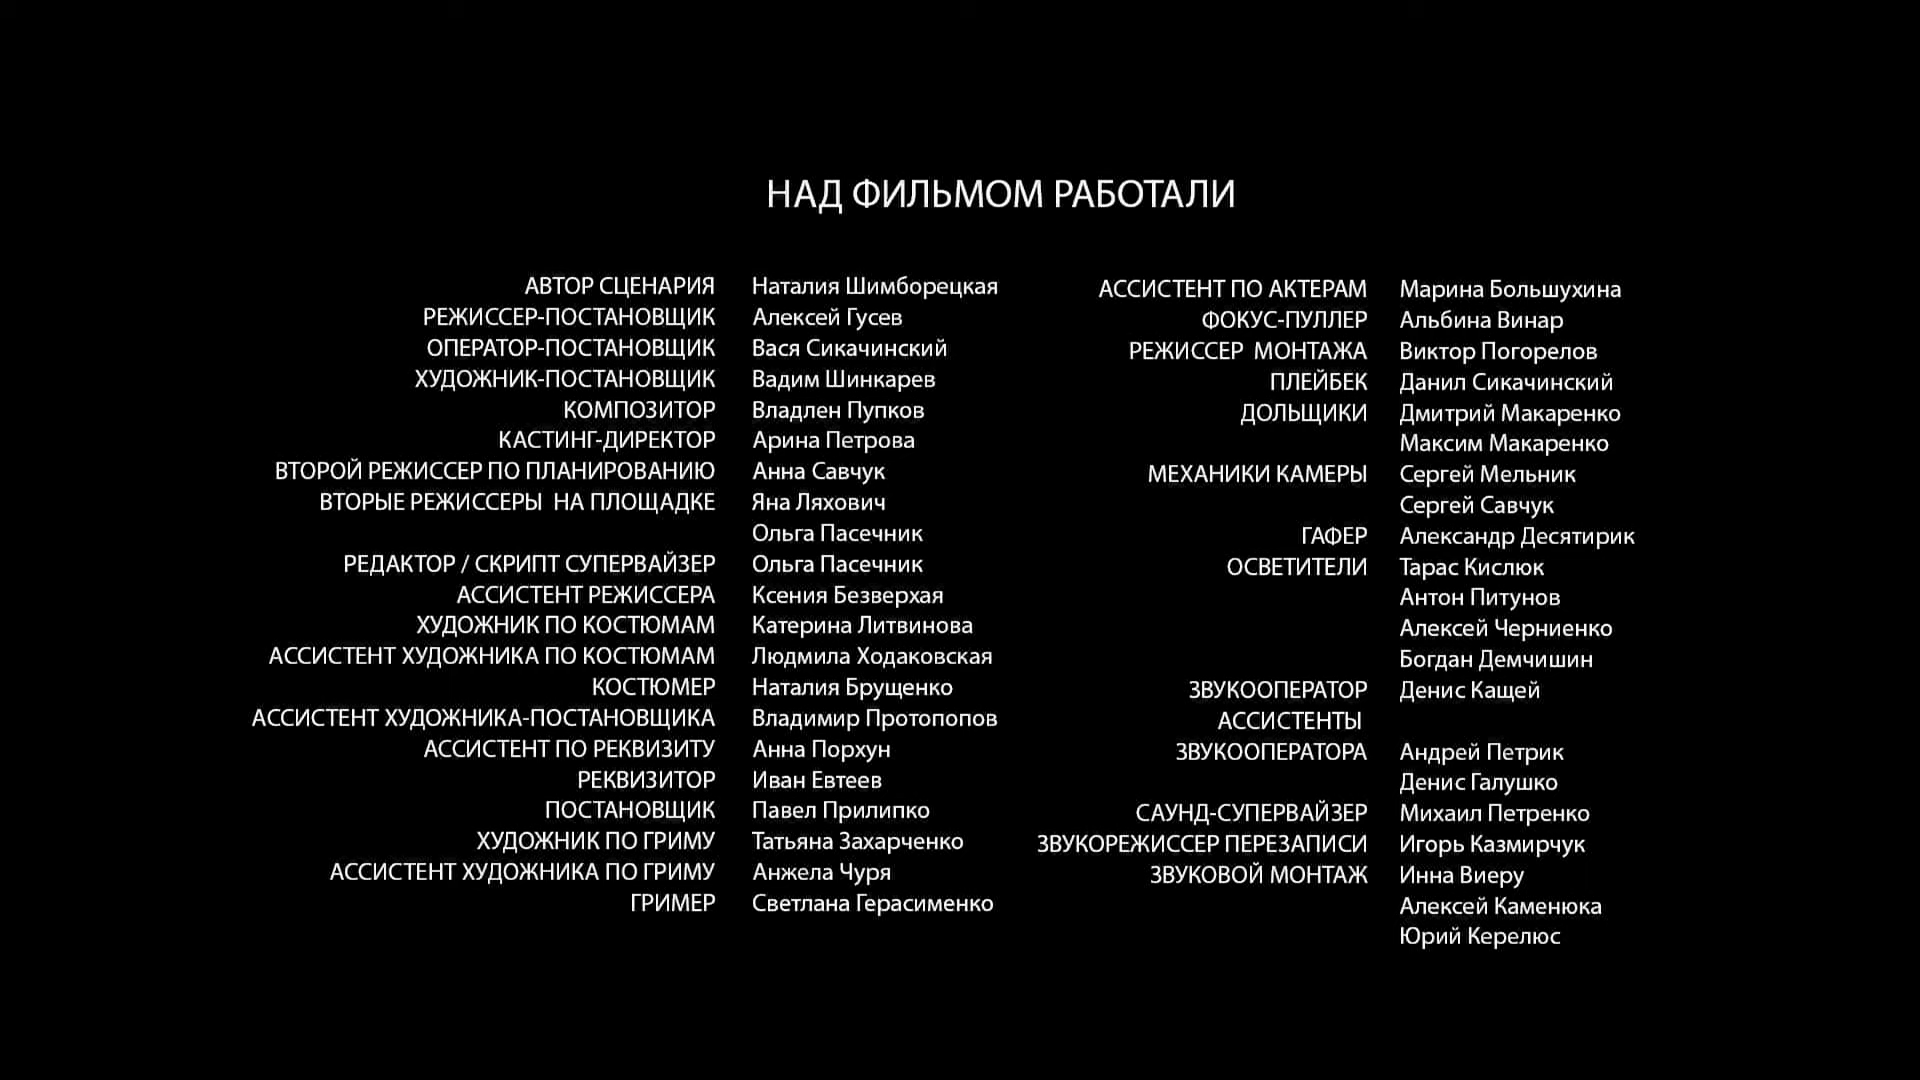 НАД ФИЛЬМОМ РАБОТАЛИ
АВТОР СЦЕНАРИЯ Наталия Шимборецкая
РЕЖИССЕР-ПОСТАНОВЩИК Алексей Гусев
ОПЕРАТОР-ПОСТАНОВЩИК Вася Сикачинский
ХУДОЖНИК-ПОСТАНОВЩИК Вадим Шинкарев
КОМПОЗИТОР Владлен Пупков
КАСТИНГ-ДИРЕКТОР Арина Петрова
ВТОРОЙ РЕЖИССЕР ПО ПЛАНИРОВАНИЮ Анна Савчук
ВТОРЫЕ РЕЖИССЕРЫ НА ПЛОЩАДКЕ Яна Ляхович
Ольга Пасечник
РЕДАКТОР / СКРИПТ СУПЕРВАЙЗЕР Ольга Пасечник
АССИСТЕНТ РЕЖИССЕРА Ксения Безверхая
ХУДОЖНИК ПО КОСТЮМАМ Катерина Литвинова
АССИСТЕНТ ХУДОЖНИКА ПО КОСТЮМАМ Людмила Ходаковская
КОСТЮМЕР Наталия Брущенко
АССИСТЕНТ ХУДОЖНИКА-ПОСТАНОВЩИКА Владимир Протопопов
АССИСТЕНТ ПО РЕКВИЗИТУ Анна Порхун
РЕКВИЗИТОР Иван Евтеев
ПОСТАНОВЩИК Павел Прилипко
ХУДОЖНИК ПО ГРИМУ Татьяна Захарченко
АССИСТЕНТ ХУДОЖНИКА ПО ГРИМУ Анжела Чуря
ГРИМЕР Светлана Герасименко
АССИСТЕНТ ПО АКТЕРАМ Марина Большухина
ФОКУС-ПУЛЛЕР Альбина Винар
РЕЖИССЕР МОНТАЖА Виктор Погорелов
ПЛЕЙБЕК Данил Сикачинский
ДОЛЬЩИКИ Дмитрий Макаренко
Максим Макаренко
МЕХАНИКИ КАМЕРЫ Сергей Мельник
Сергей Савчук
ГАФЕР Александр Десятирик
ОСВЕТИТЕЛИ Тарас Кислюк
Антон Питунов
Алексей Черниенко
Богдан Демчишин
ЗВУКООПЕРАТОР Денис Кащей
АССИСТЕНТЫ
ЗВУКООПЕРАТОРА Андрей Петрик
Денис Галушко
САУНД-СУПЕРВАЙЗЕР Михаил Петренко
ЗВУКОРЕЖИССЕР ПЕРЕЗАПИСИ Игорь Казмирчук
ЗВУКОВОЙ МОНТАЖ Инна Виеру
Алексей Каменюка
Юрий Керелюс